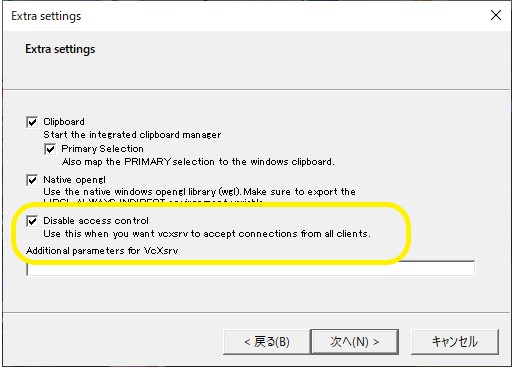 Extra settings
Extra settings
Clipboard
Start the integrated clipboard manager
Primary Selection
Also map the PRIMARY selection to the windows clipboard.
Native opengl
Use the native windows opengl library (wgl). Make sure to export the
Disable access control
Use this when you want vcxsrv to accept connections from all clients.
Additional parameters for VcXsrv
< 戻る(B)
次へ(N) >
キャンセル